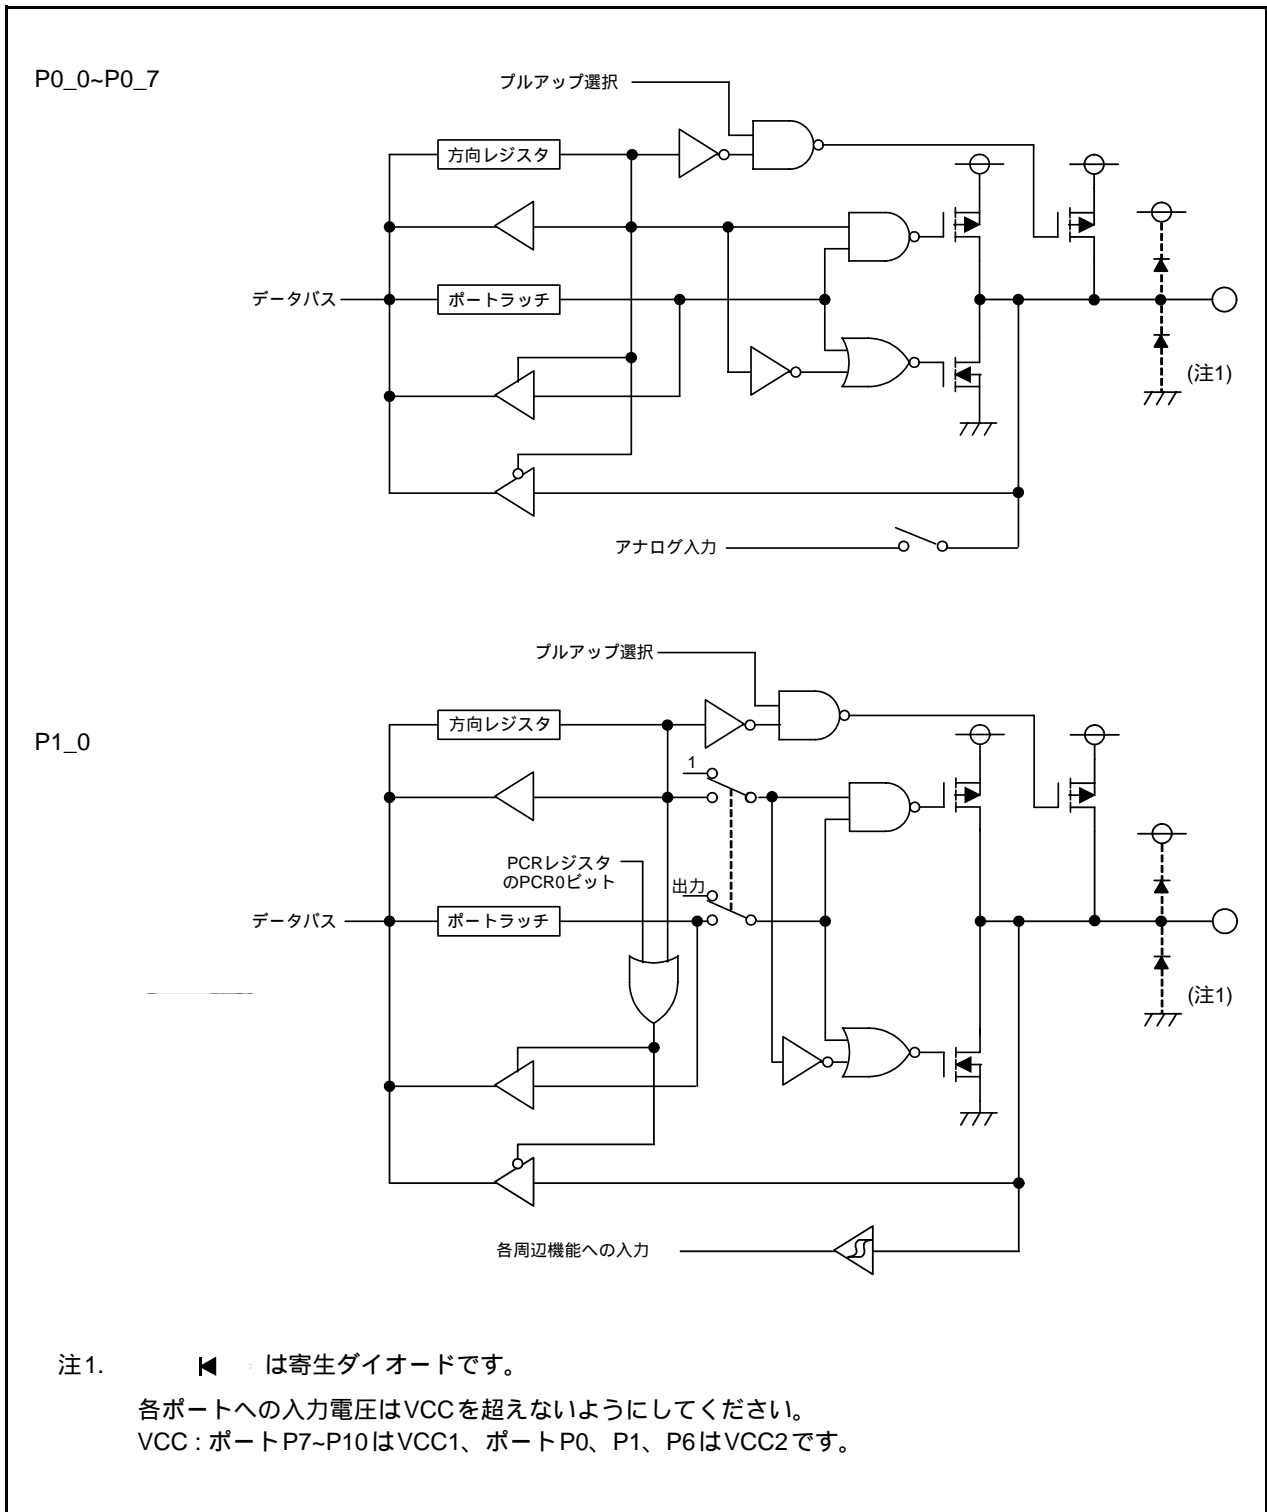 P0_0~P0_7
プルアップ選択
方向レジスタ
データバス
ポートラッチ
(注1)
アナログ入力
プルアップ選択
方向レジスタ
P1_0
1
PCRレジスタ
のPCR0ビット
出力
データバス
ポートラッチ
(注1)
各周辺機能への入力
注1. は寄生ダイオードです。
各ポートへの入力電圧はVCCを超えないようにしてください。
VCC : ポートP7~P10はVCC1、ポートP0、P1、P6はVCC2です。